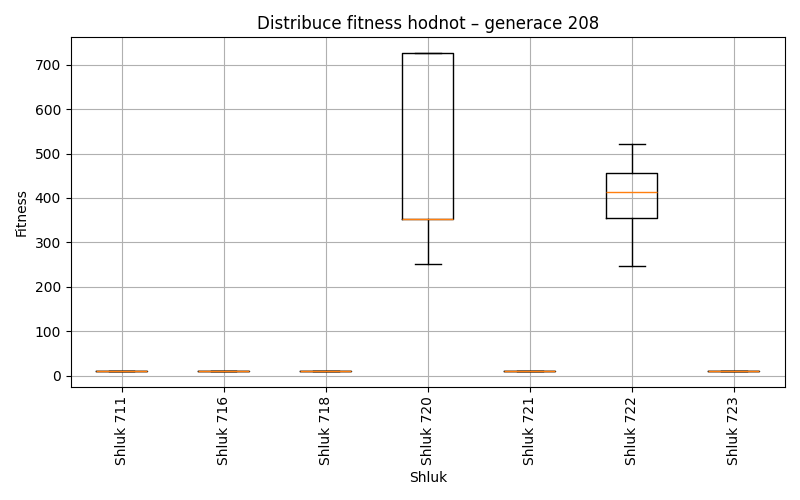 Distribuce fitness hodnot – generace 208
Fitness
700
600
500
400
300
200
100
0
Shluk 711
Shluk 716
Shluk 718
Shluk 720
Shluk 721
Shluk 722
Shluk 723
Shluk